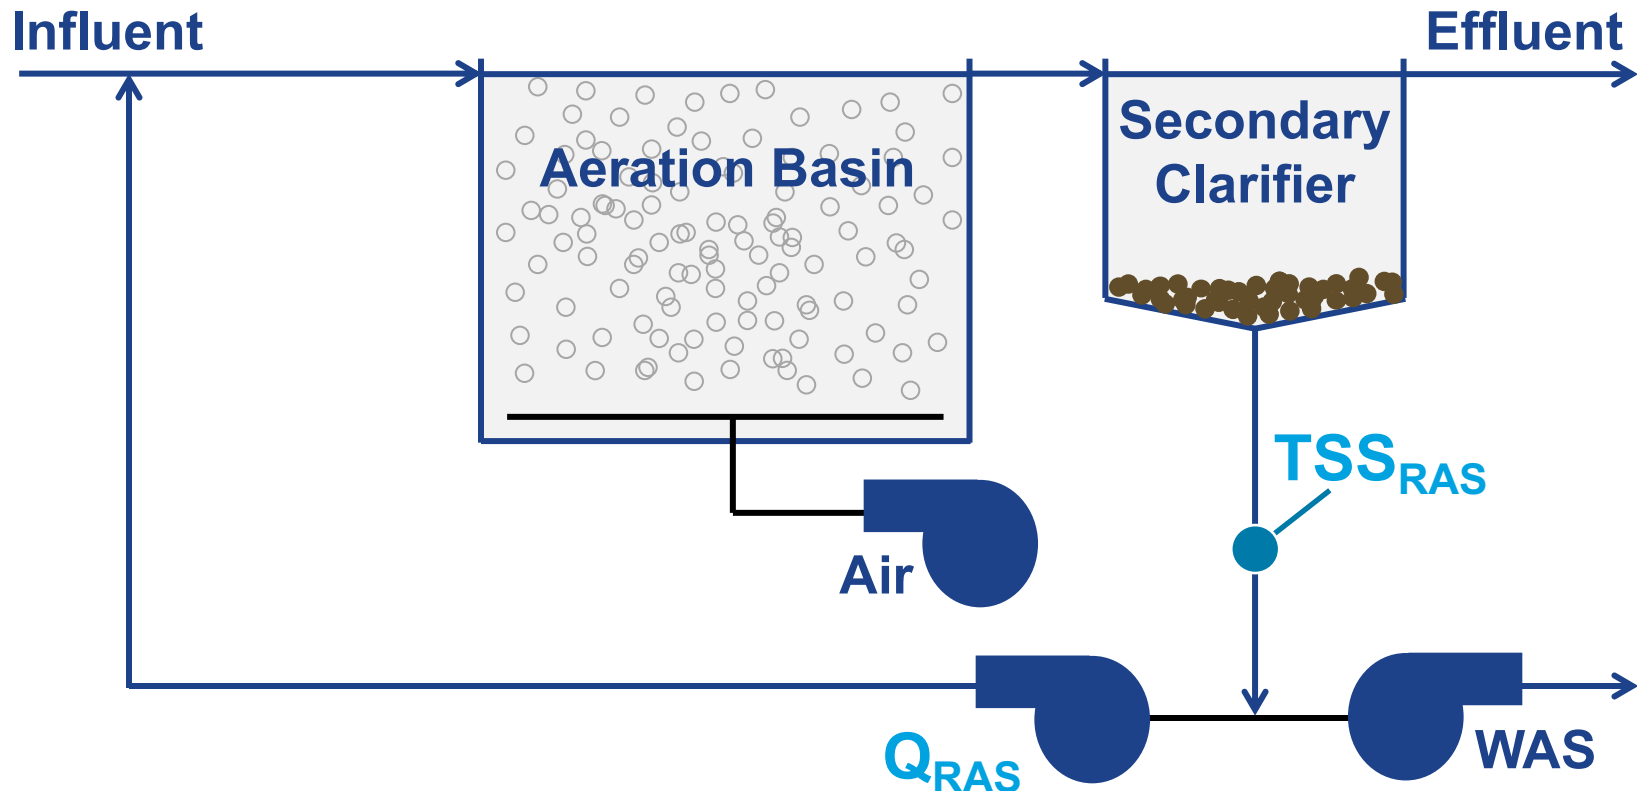 Influent
Effluent
Aeration Basin
Secondary
Clarifier
TSSRAS
Air
QRAS
WAS